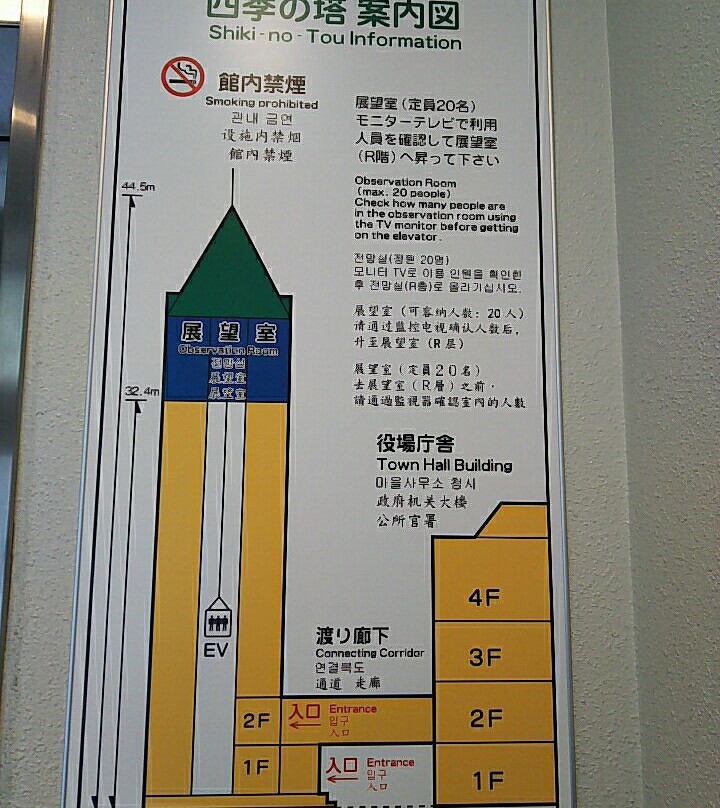 四季の塔 案内図
Shiki-no-Tou Information
館内禁煙
Smoking prohibited
관내 금연
设施内禁烟
館內禁煙
展望室（定員20名）
モニターテレビで利用
人員を確認して展望室
（R階）へ昇って下さい
Observation Room
(max. 20 people)
Check how many people are
in the observation room using
the TV monitor before getting
on the elevator.
전망실(정원 20명)
모니터 TV로 이용 인원을 확인한
후 전망실(R층)로 올라가십시오.
展望室（可容纳人数：20人）
请通过监控电视确认人数后，
升至展望室（R层）
展望室（定員20名）
去展望室（R層）之前，
請通過監視器確認室內的人數
44.5m
展望室
Observation Room
전망실
展望室
展望室
32.4m
役場庁舎
Town Hall Building
마을사무소 청사
政府机关大楼
公所官署
EV
渡り廊下
Connecting Corridor
연결복도
通道 走廊
4F
3F
2F
入口
Entrance
입구
入口
2F
1F
入口
Entrance
입구
入口
1F